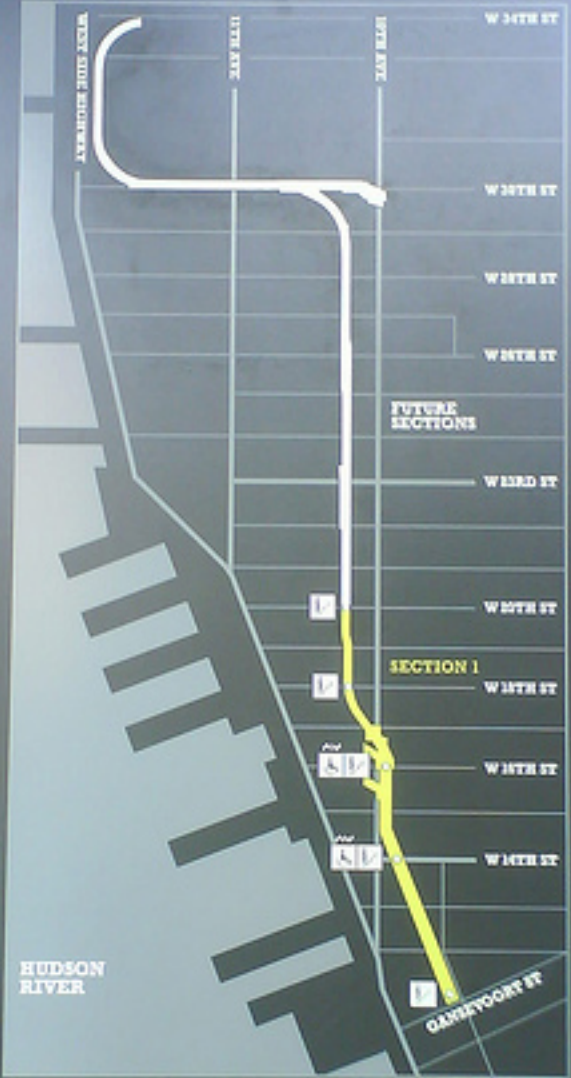 W 34TH ST
WEST SIDE HIGHWAY
11TH AVE
10TH AVE
W 30TH ST
W 28TH ST
W 26TH ST
FUTURE
SECTIONS
W 23RD ST
W 20TH ST
SECTION 1
W 18TH ST
W 16TH ST
W 14TH ST
HUDSON
RIVER
GANSEVOORT ST